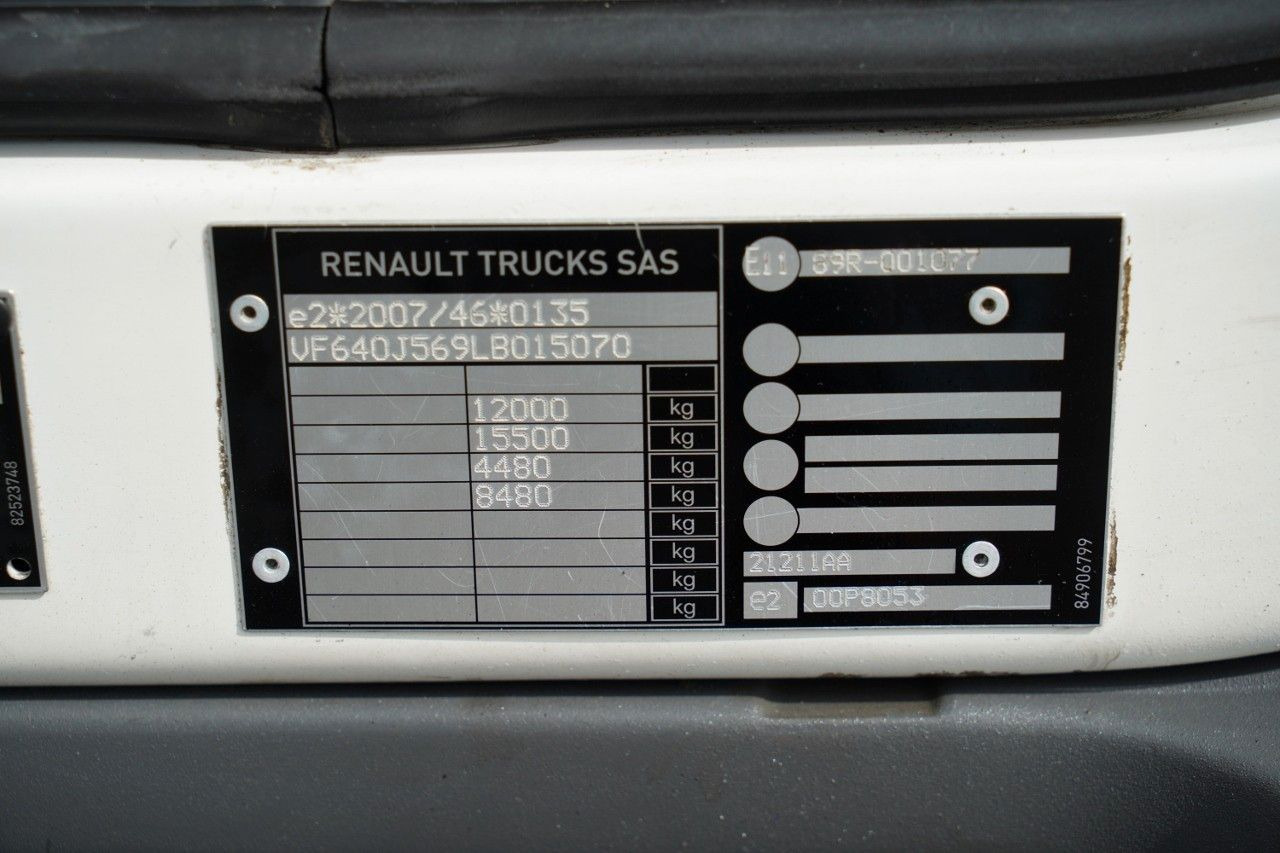 RENAULT TRUCKS SAS
e2*2007/46*0135
VF640J569LB015070
12000 kg
15500 kg
4480 kg
8480 kg
kg
kg
kg
kg
E11 89R-001077
21211AA
e2 00P8053
84906799
82523748